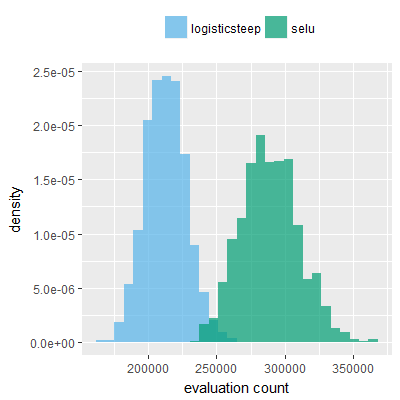 logisticsteep selu
2.5e-05
2.0e-05
1.5e-05
1.0e-05
5.0e-06
0.0e+00
density
200000 250000 300000 350000
evaluation count